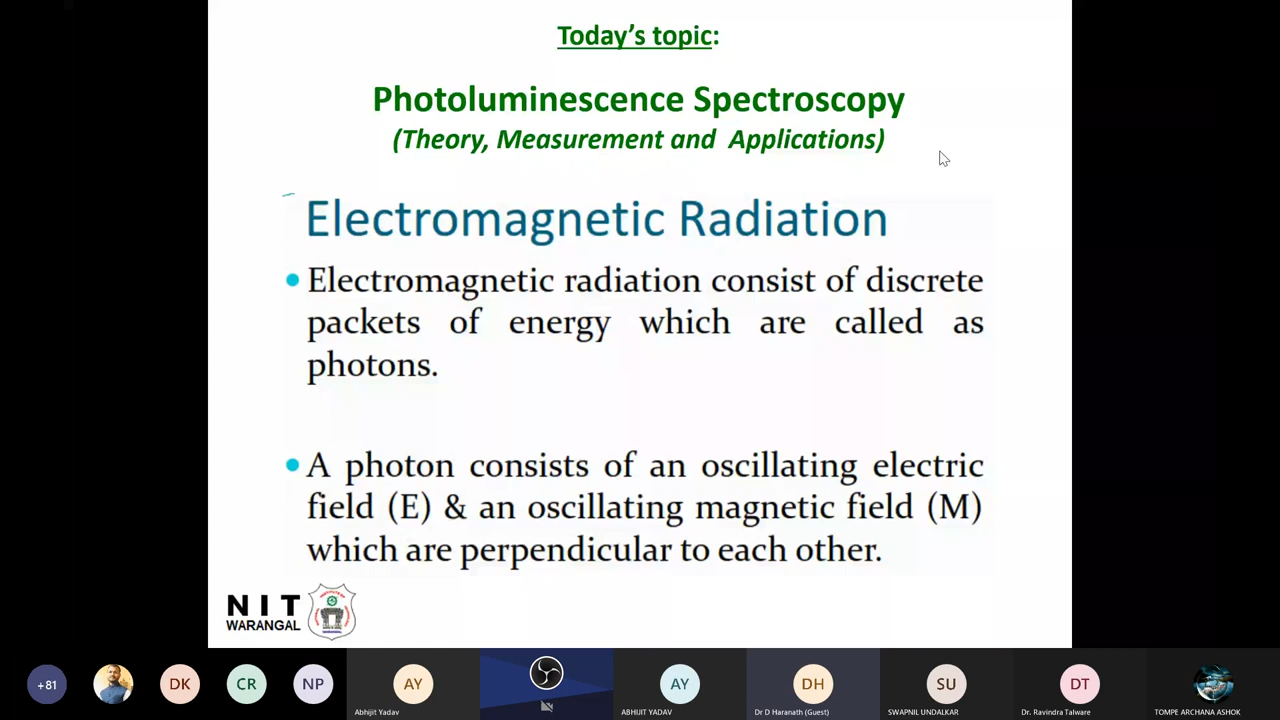 Today's topic:
Photoluminescence Spectroscopy
(Theory, Measurement and Applications)
Electromagnetic Radiation
• Electromagnetic radiation consist of discrete
packets of energy which are called as
photons.
• A photon consists of an oscillating electric
field (E) & an oscillating magnetic field (M)
which are perpendicular to each other.
NIT
WARANGAL
+81
DK
CR
NP
AY
AY
DH
SU
DT
Abhijit Yadav
ABHIJIT YADAV
Dr D Haranath (Guest)
SWAPNIL UNDALKAR
Dr. Ravindra Talware
TOMPE ARCHANA ASHOK